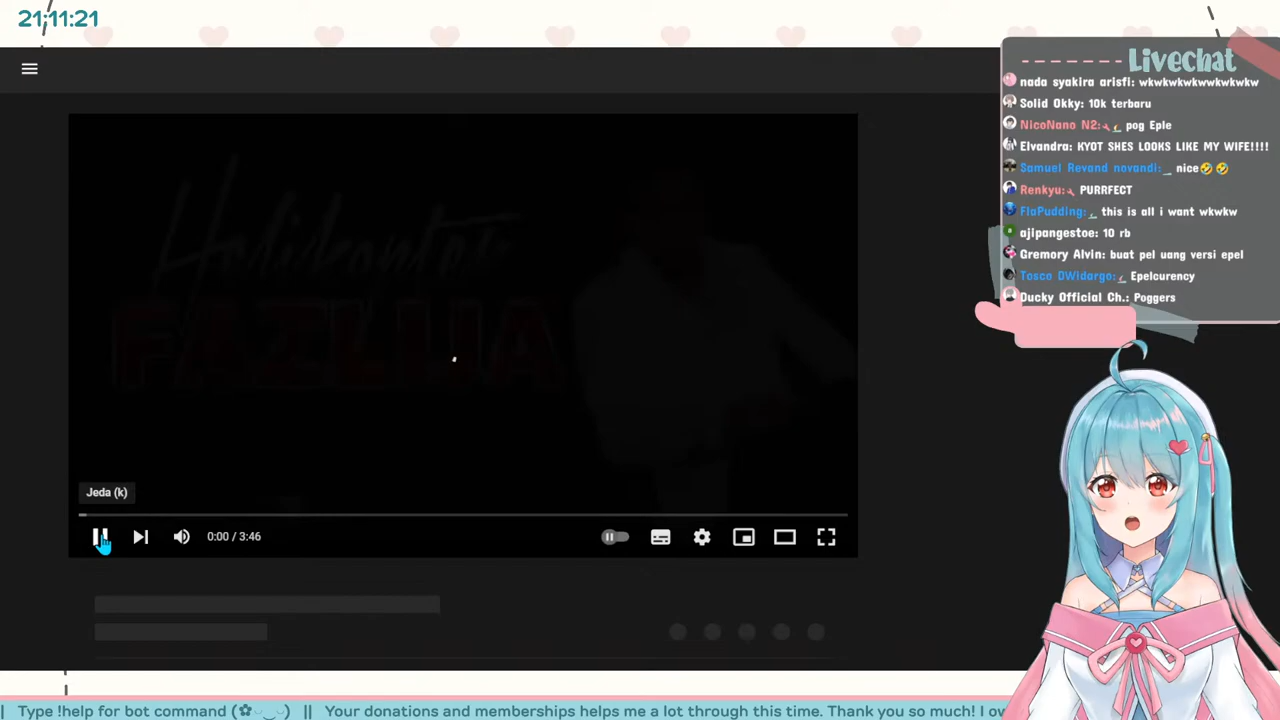 21:11:21
Livechat
nada syakira arisfi: wkwkwkwkwwkwkwkw
Solid Okky: 10k terbaru
NicoNano N2: pog Eple
Elvandra: KYOT SHES LOOKS LIKE MY WIFE!!!!
Samuel Revand novandi: nice🤣🤣
Renkyu: PURRFECT
FlaPudding: this is all i want wkwkw
ajipangestoe: 10 rb
Gremory Alvin: buat pel uang versi epel
Tosco DWidargo: Epelcurency
Ducky Official Ch.: Poggers
Jeda (k)
0:00 / 3:46
| Type !help for bot command (✿◡‿◡) || Your donations and memberships helps me a lot through this time. Thank you so much! I ow